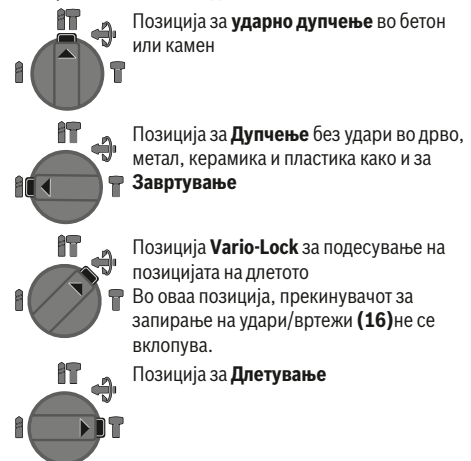 Позиција за ударно дупчење во бетон
или камен
Позиција за Дупчење без удари во дрво,
метал, керамика и пластика како и за
Завртување
Позиција Vario-Lock за подесување на
позицијата на длетото
Во оваа позиција, прекинувачот за
запирање на удари/вртежи (16)не се
вклопува.
Позиција за Длетување